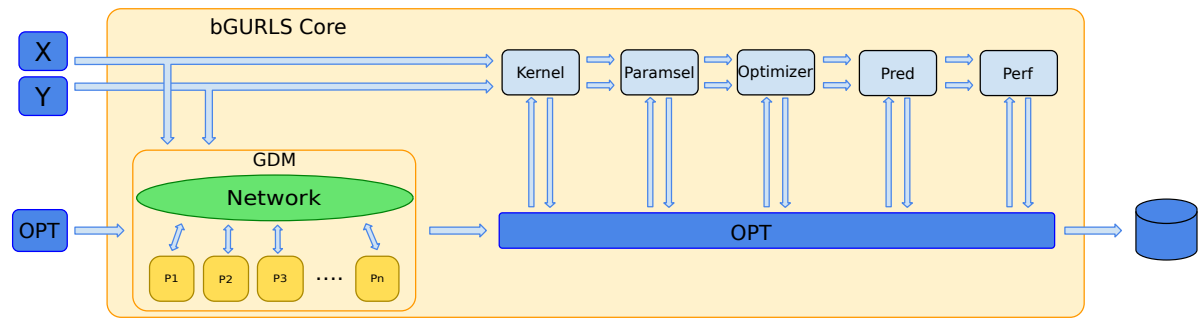 bGURLS Core
X
Y
Kernel
Paramsel
Optimizer
Pred
Perf
GDM
Network
OPT
OPT
P1
P2
P3
....
Pn